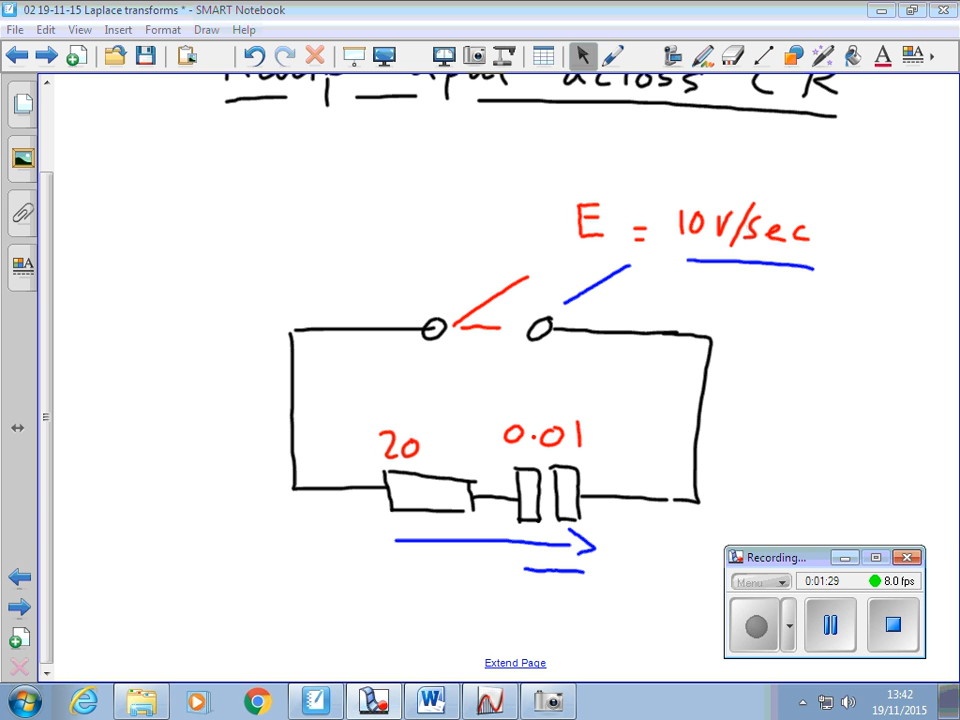 02 19-11-15 Laplace transforms * - SMART Notebook
File Edit View Insert Format Draw Help
across C R
E = 10V/sec
20
0.01
Recording...
Menu
0:01:29
8.0 fps
Extend Page
13:42
19/11/2015